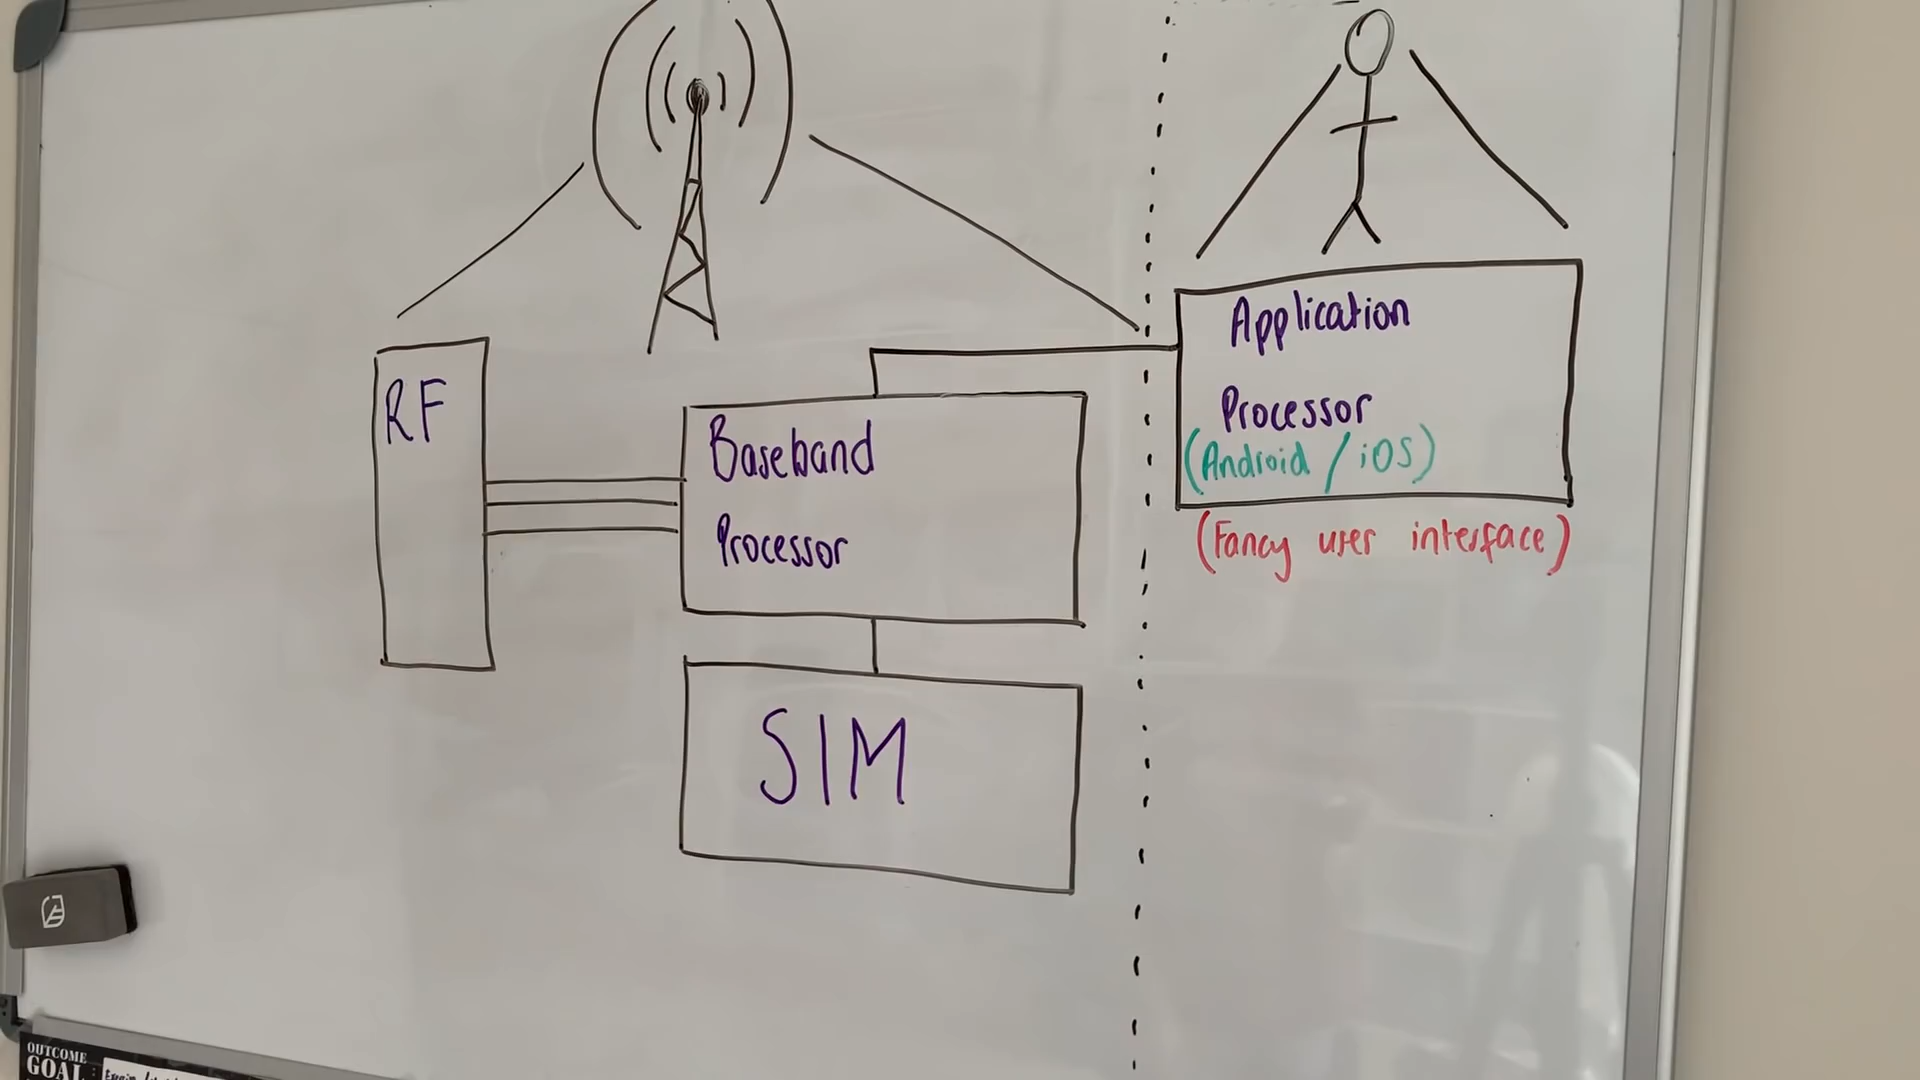 RF
Baseband
Processor
SIM
Application
Processor
(Android / iOS)
(Fancy user interface)
OUTCOME
GOAL